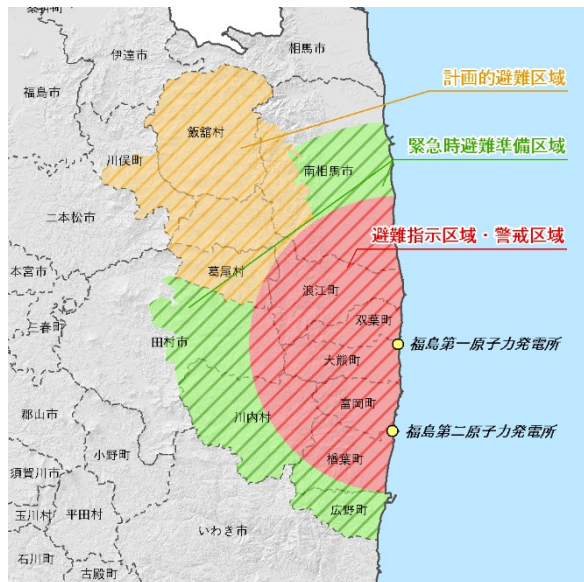 伊達市
相馬市
福島市
計画的避難区域
飯舘村
緊急時避難準備区域
川俣町
南相馬市
二本松市
避難指示区域・警戒区域
本宮市
葛尾村
浪江町
双葉町
三春町
田村市
福島第一原子力発電所
大熊町
富岡町
郡山市
川内村
福島第二原子力発電所
小野町
楢葉町
須賀川市
広野町
玉川村
平田村
いわき市
石川町
古殿町